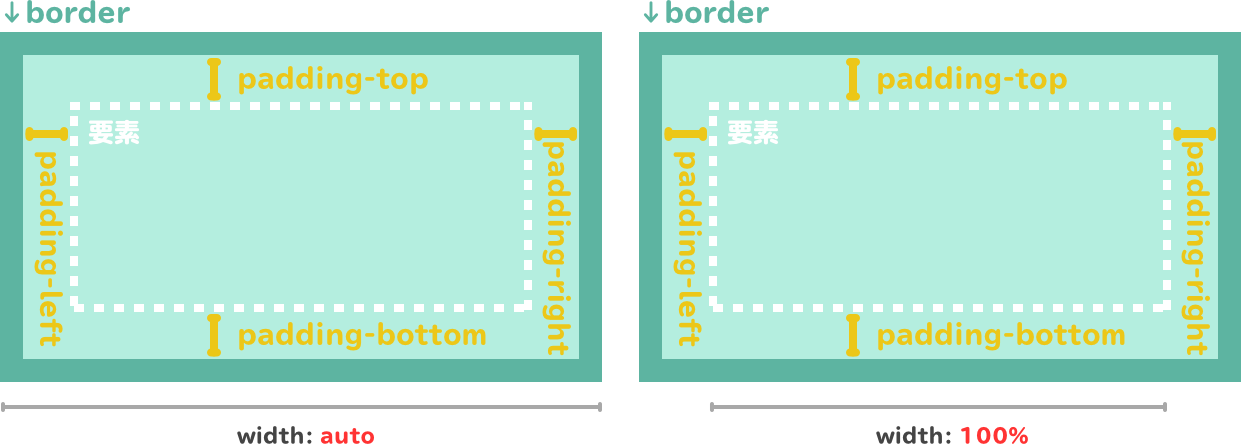 ↓border
padding-top
要素
padding-left
padding-right
padding-bottom
width: auto
↓border
padding-top
要素
padding-left
padding-right
padding-bottom
width: 100%